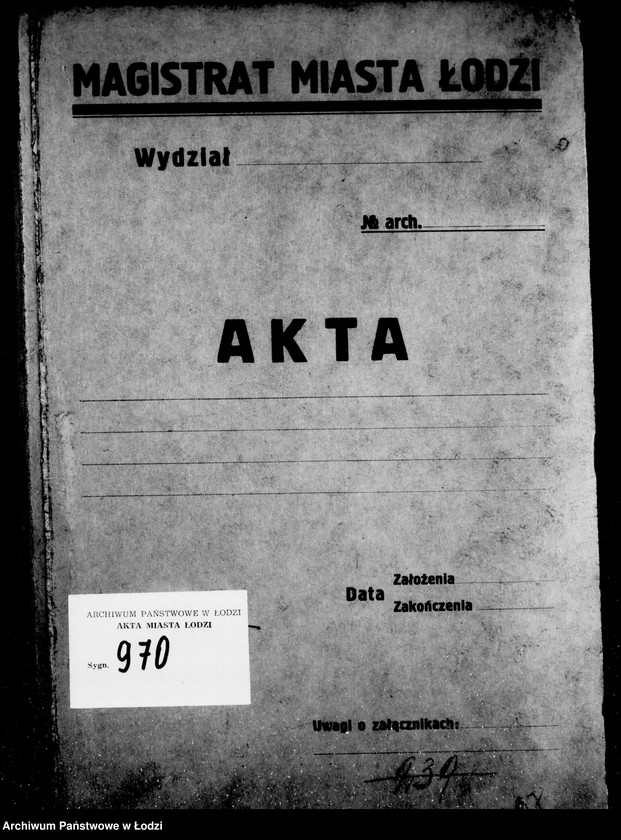 MAGISTRAT MIASTA ŁODZI
Wydział
№ arch.
AKTA
Data
Założenia
Zakończenia
ARCHIWUM PAŃSTWOWE W ŁODZI
AKTA MIASTA ŁODZI
Sygn. 970
Uwagi o załącznikach:
939
Archiwum Państwowe w Łodzi